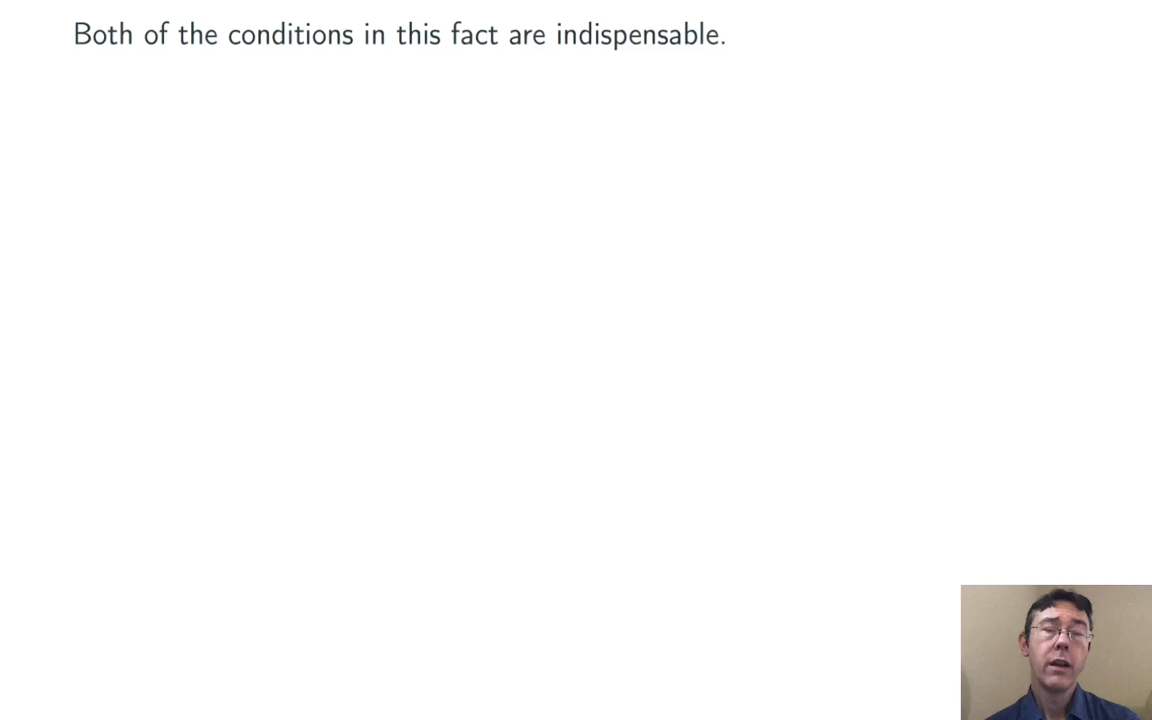 Both of the conditions in this fact are indispensable.